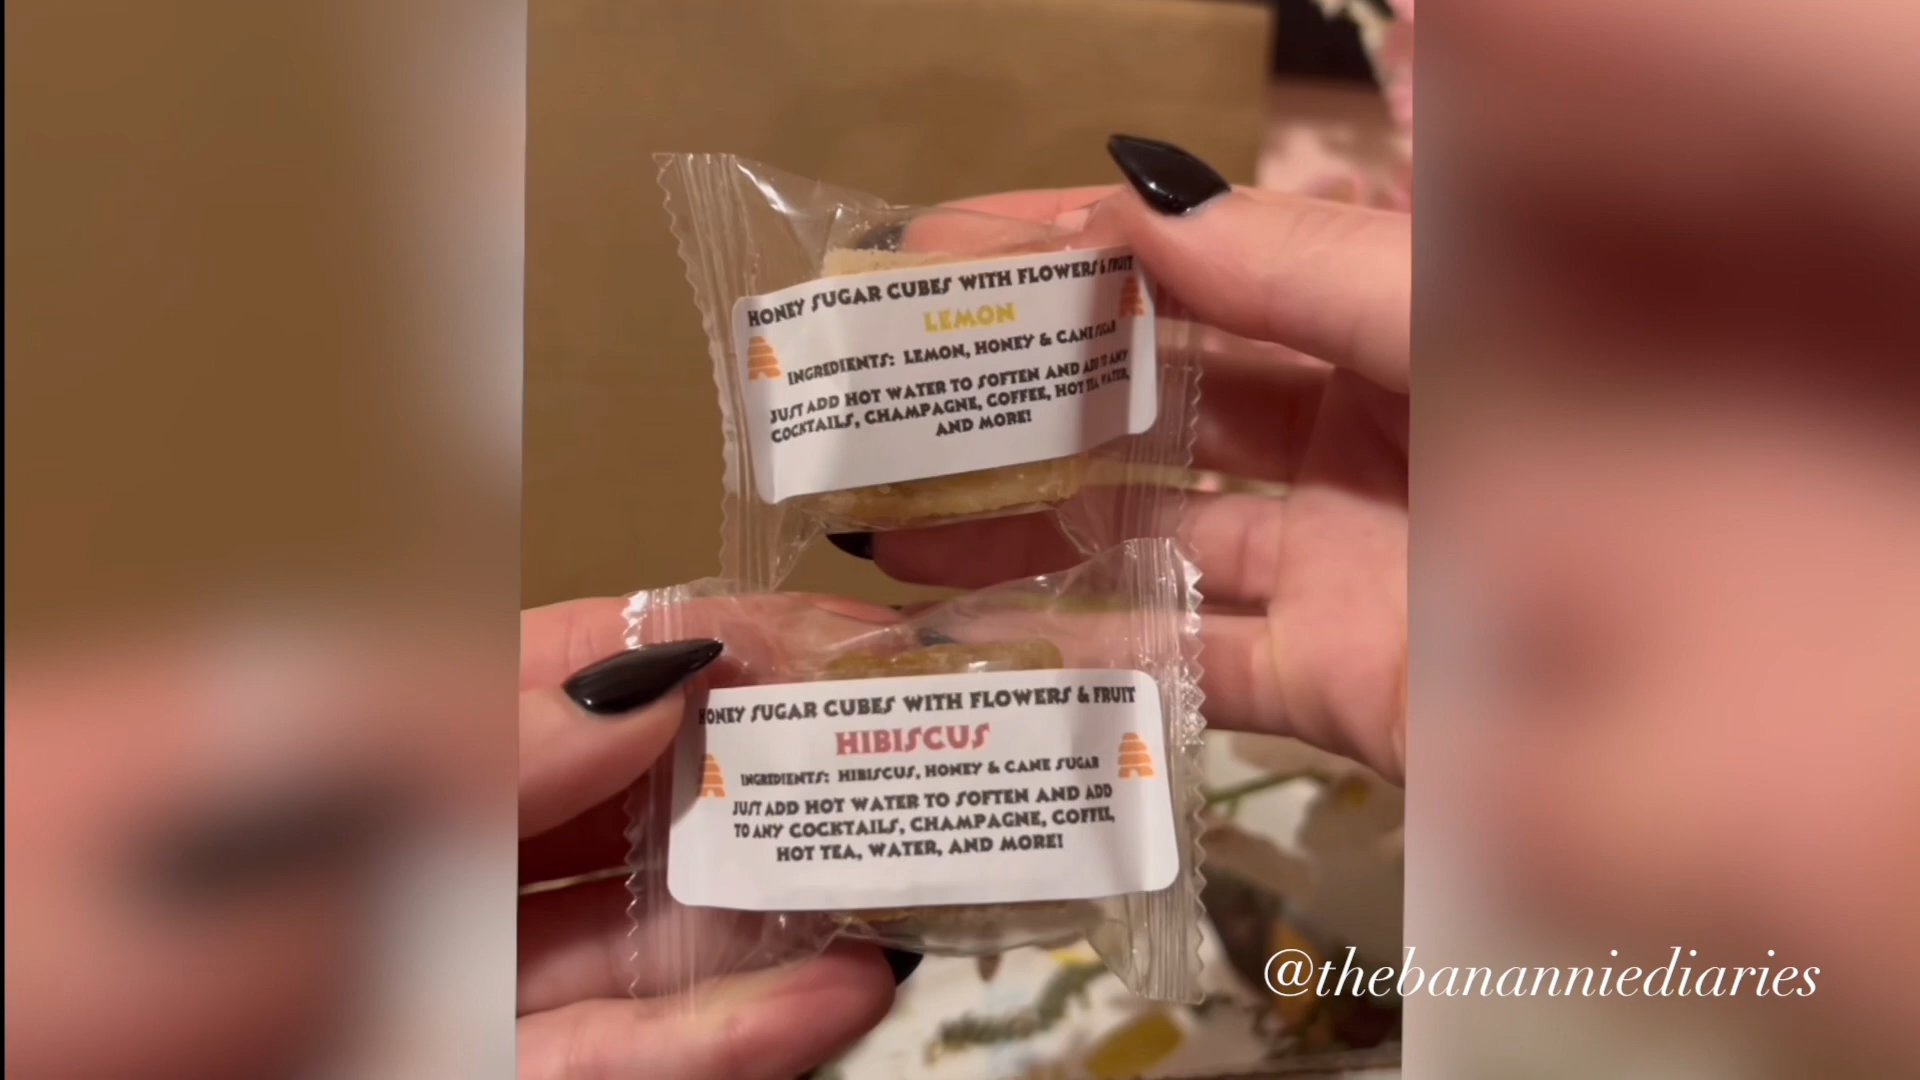 HONEY SUGAR CUBES WITH FLOWERS & FRUIT
LEMON
INGREDIENTS: LEMON, HONEY & CANE SUGAR
JUST ADD HOT WATER TO SOFTEN AND ADD TO ANY
COCKTAILS, CHAMPAGNE, COFFEE, HOT TEA, WATER,
AND MORE!
HONEY SUGAR CUBES WITH FLOWERS & FRUIT
HIBISCUS
INGREDIENTS: HIBISCUS, HONEY & CANE SUGAR
JUST ADD HOT WATER TO SOFTEN AND ADD
TO ANY COCKTAILS, CHAMPAGNE, COFFEE,
HOT TEA, WATER, AND MORE!
@thebananniediaries